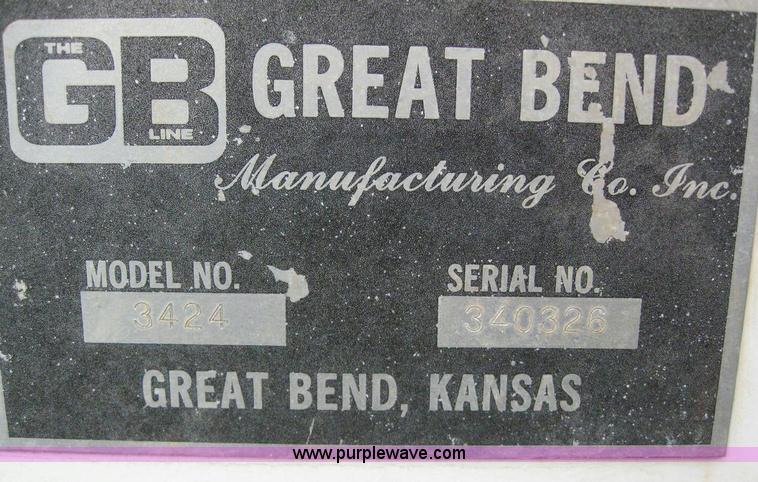 THE
GB
LINE
GREAT BEND
Manufacturing Co. Inc.
MODEL NO. SERIAL NO.
3424 340326
GREAT BEND, KANSAS
www.purplewave.com